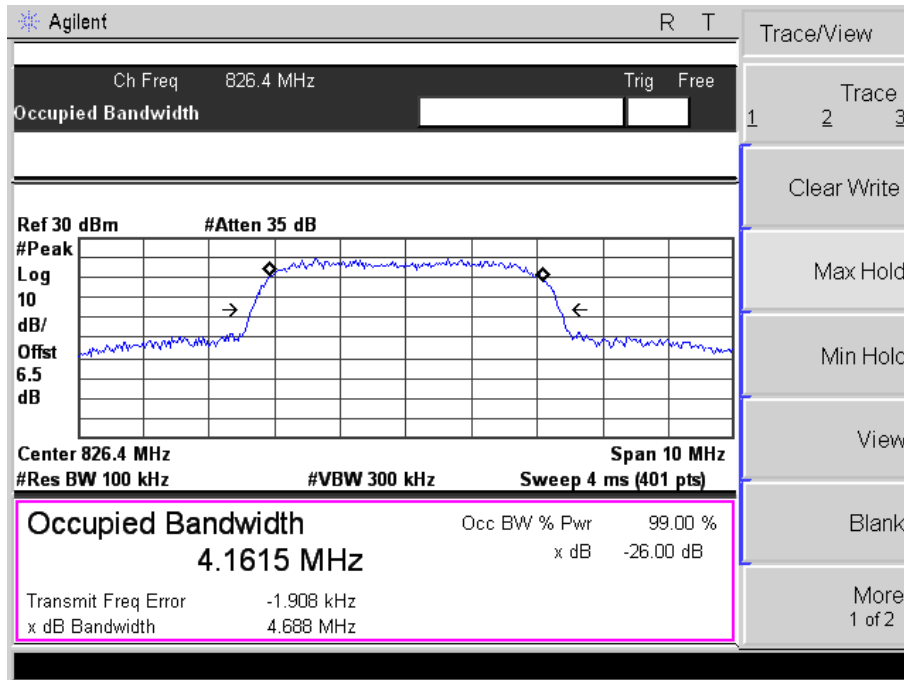 Agilent R T
Trace/View
Ch Freq 826.4 MHz Trig Free
Occupied Bandwidth
Trace
1 2 3
Clear Write
Ref 30 dBm #Atten 35 dB
#Peak
Log
10
dB/
Offst
6.5
dB
Max Hold
Min Hold
View
Center 826.4 MHz Span 10 MHz
#Res BW 100 kHz #VBW 300 kHz Sweep 4 ms (401 pts)
Occupied Bandwidth
4.1615 MHz
Occ BW % Pwr 99.00 %
x dB -26.00 dB
Transmit Freq Error -1.908 kHz
x dB Bandwidth 4.688 MHz
Blank
More
1 of 2